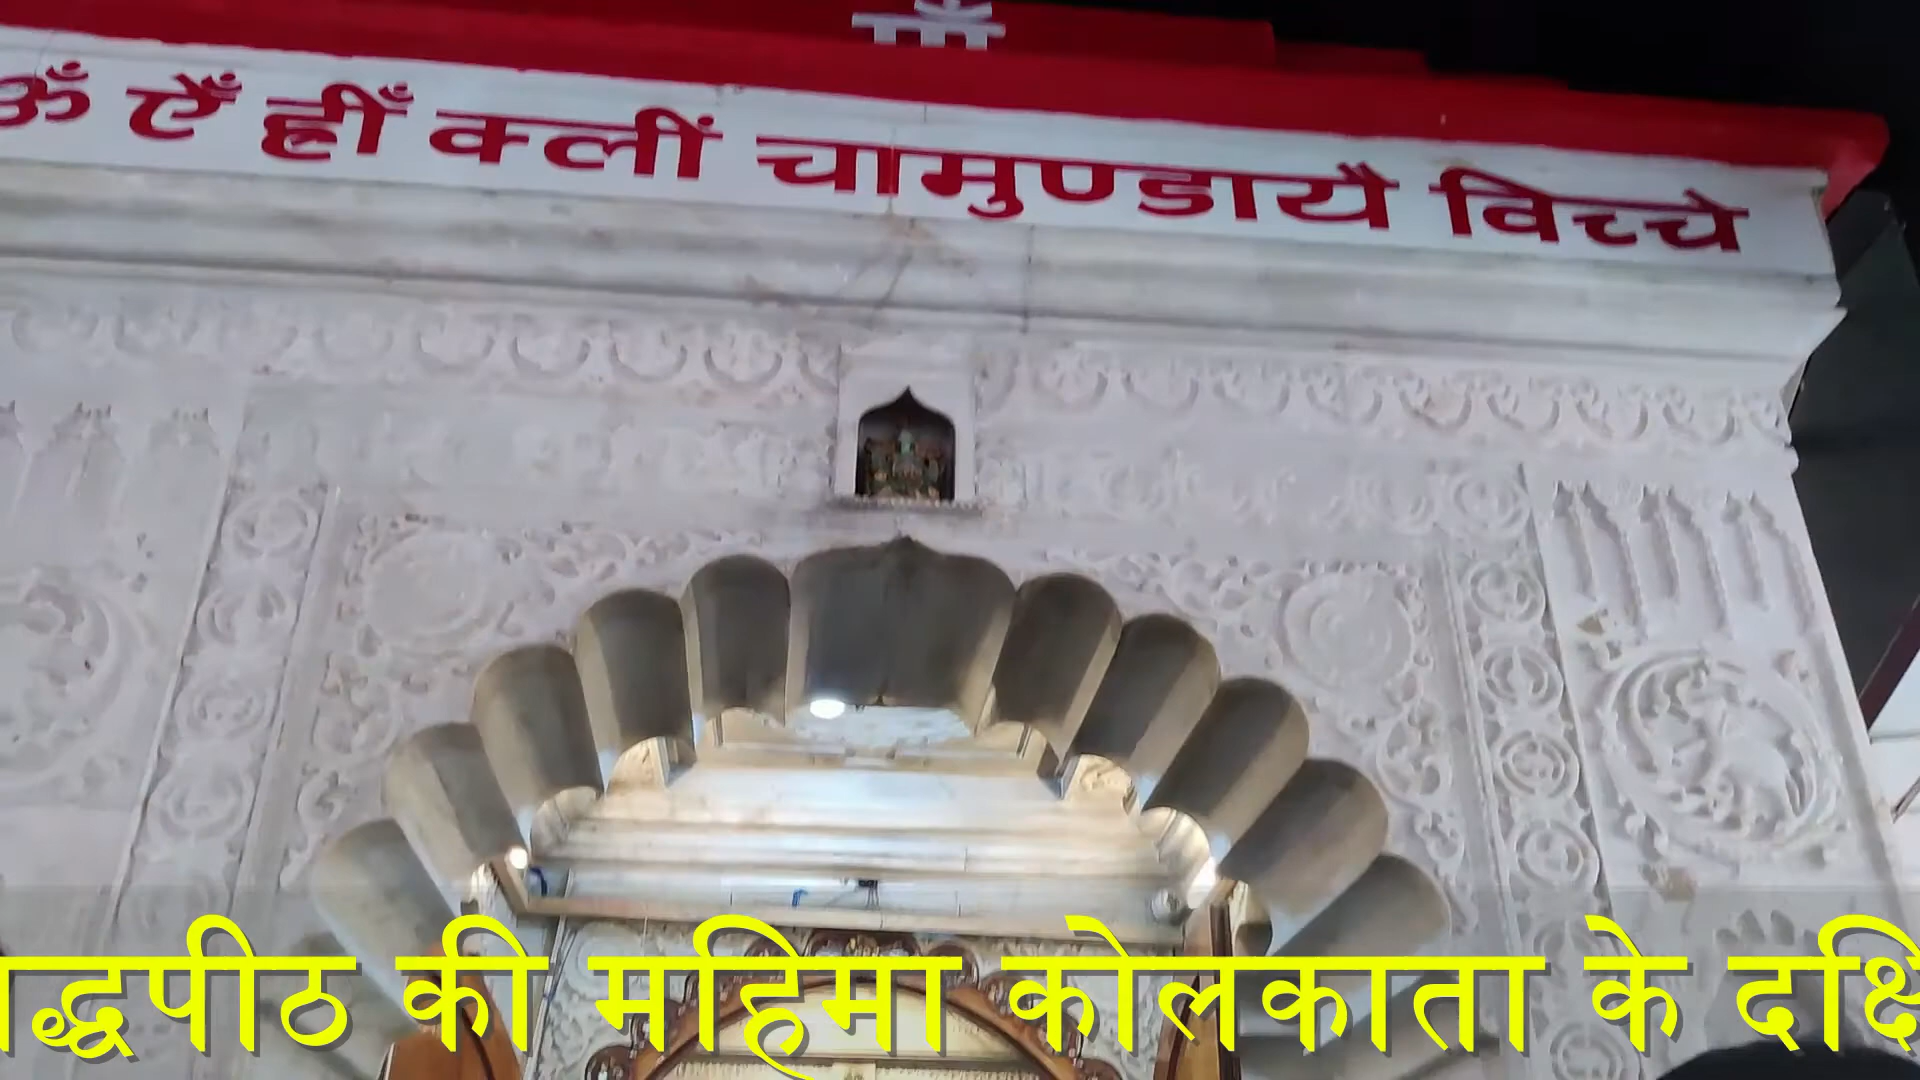 ॐ ऐँ ह्रीँ क्लीं चामुण्डायै विच्चे
द्धपीठ की महिमा कोलकाता के दक्षि